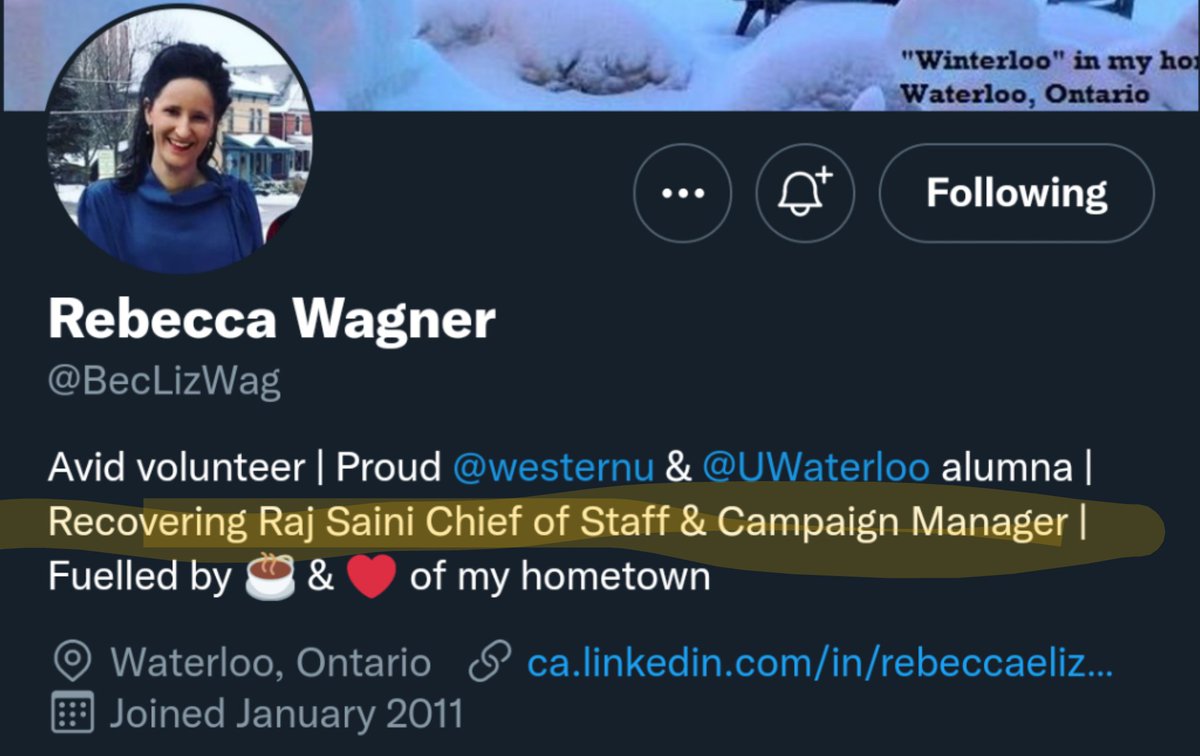 "Winterloo" in my
Waterloo, Ontario
Following
Rebecca Wagner
@BecLizWag
Avid volunteer | Proud @westernu & @UWaterloo alumna |
Recovering Raj Saini Chief of Staff & Campaign Manager |
Fuelled by ☕ & ❤️ of my hometown
Waterloo, Ontario ca.linkedin.com/in/rebeccaeliz...
Joined January 2011